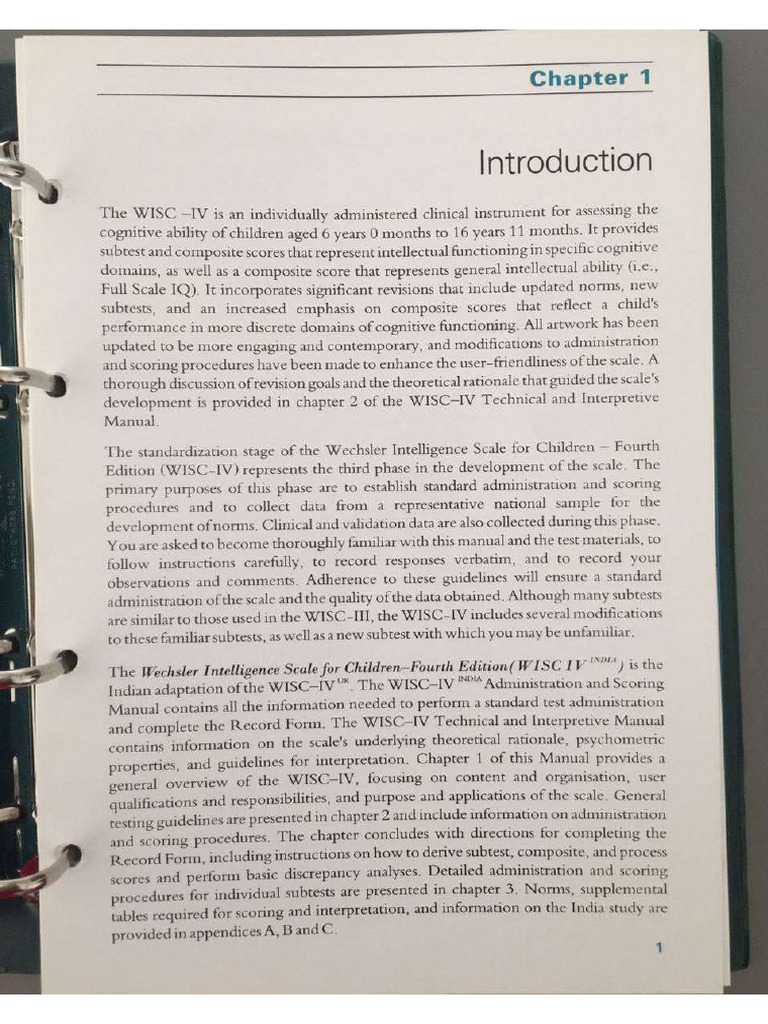 Chapter 1
Introduction
The WISC –IV is an individually administered clinical instrument for assessing the
cognitive ability of children aged 6 years 0 months to 16 years 11 months. It provides
subtest and composite scores that represent intellectual functioning in specific cognitive
domains, as well as a composite score that represents general intellectual ability (i.e.,
Full Scale IQ). It incorporates significant revisions that include updated norms, new
subtests, and an increased emphasis on composite scores that reflect a child's
performance in more discrete domains of cognitive functioning. All artwork has been
updated to be more engaging and contemporary, and modifications to administration
and scoring procedures have been made to enhance the user-friendliness of the scale. A
thorough discussion of revision goals and the theoretical rationale that guided the scale's
development is provided in chapter 2 of the WISC–IV Technical and Interpretive
Manual.
The standardization stage of the Wechsler Intelligence Scale for Children – Fourth
Edition (WISC-IV) represents the third phase in the development of the scale. The
primary purposes of this phase are to establish standard administration and scoring
procedures and to collect data from a representative national sample for the
development of norms. Clinical and validation data are also collected during this phase.
You are asked to become thoroughly familiar with this manual and the test materials, to
follow instructions carefully, to record responses verbatim, and to record your
observations and comments. Adherence to these guidelines will ensure a standard
administration of the scale and the quality of the data obtained. Although many subtests
are similar to those used in the WISC-III, the WISC-IV includes several modifications
to these familiar subtests, as well as a new subtest with which you may be unfamiliar.
The Wechsler Intelligence Scale for Children–Fourth Edition( WISC IV INDIA) is the
Indian adaptation of the WISC–IV UK. The WISC–IV INDIA Administration and Scoring
Manual contains all the information needed to perform a standard test administration
and complete the Record Form. The WISC–IV Technical and Interpretive Manual
contains information on the scale's underlying theoretical rationale, psychometric
properties, and guidelines for interpretation. Chapter 1 of this Manual provides a
general overview of the WISC–IV, focusing on content and organisation, user
qualifications and responsibilities, and purpose and applications of the scale. General
testing guidelines are presented in chapter 2 and include information on administration
and scoring procedures. The chapter concludes with directions for completing the
Record Form, including instructions on how to derive subtest, composite, and process
scores and perform basic discrepancy analyses. Detailed administration and scoring
procedures for individual subtests are presented in chapter 3. Norms, supplemental
tables required for scoring and interpretation, and information on the India study are
provided in appendices A, B and C.
1